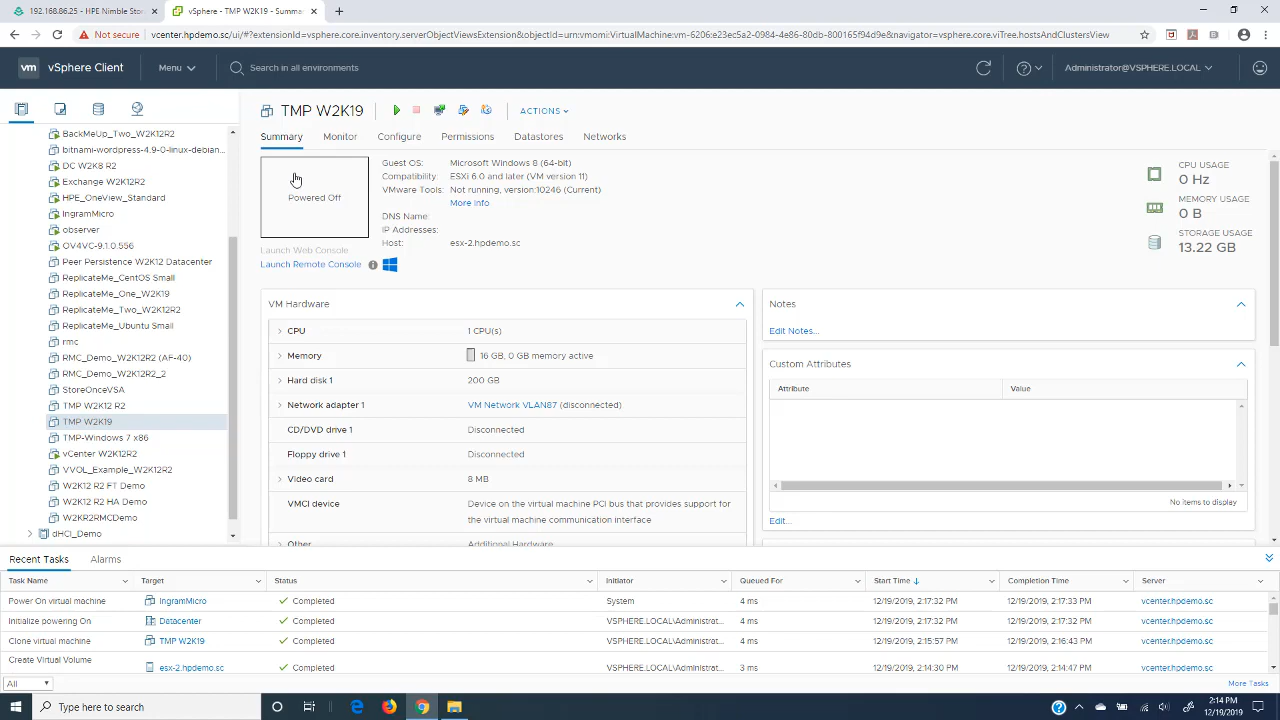 192.168.86.25 - HPE Nimble Stor
vSphere - TMP W2K19 - Summar
Not secure
vcenter.hpdemo.sc/ui/#?extensionId=vsphere.core.inventory.serverObjectViewsExtension&objectId=urn:vmomi:VirtualMachine:vm-6206:e23ec5a2-0984-4e86-80db-800165f94d9e&navigator=vsphere.core.viTree.hostsAndClustersView
vm vSphere Client
Menu
Search in all environments
Administrator@VSPHERE.LOCAL
TMP W2K19
ACTIONS
Summary Monitor Configure Permissions Datastores Networks
BackMeUp_Two_W2K12R2
bitnami-wordpress-4.9-0-linux-debian...
DC W2K8 R2
Exchange W2K12R2
HPE_OneView_Standard
IngramMicro
observer
OV4VC-9.1.0.556
Peer Persistence W2K12 Datacenter
ReplicateMe_CentOS Small
ReplicateMe_One_W2K19
ReplicateMe_Two_W2K12R2
ReplicateMe_Ubuntu Small
rmc
RMC_Demo_W2K12R2 (AF-40)
RMC_Demo_W2K12R2_2
StoreOnceVSA
TMP W2K12 R2
TMP W2K19
TMP-Windows 7 x86
vCenter W2K12R2
VVOL_Example_W2K12R2
W2K12 R2 FT Demo
W2K12 R2 HA Demo
W2KR2RMCDemo
dHCI_Demo
Powered Off
Launch Web Console
Launch Remote Console
Guest OS: Microsoft Windows 8 (64-bit)
Compatibility: ESXi 6.0 and later (VM version 11)
VMware Tools: Not running, version:10246 (Current)
More info
DNS Name:
IP Addresses:
Host: esx-2.hpdemo.sc
CPU USAGE
0 Hz
MEMORY USAGE
0 B
STORAGE USAGE
13.22 GB
VM Hardware
CPU 1 CPU(s)
Memory 16 GB, 0 GB memory active
Hard disk 1 200 GB
Network adapter 1 VM Network VLAN87 (disconnected)
CD/DVD drive 1 Disconnected
Floppy drive 1 Disconnected
Video card 8 MB
VMCI device Device on the virtual machine PCI bus that provides support for
the virtual machine communication interface
Other Additional Hardware
Notes
Edit Notes...
Custom Attributes
Attribute Value
No items to display
Edit...
Recent Tasks Alarms
Task Name Target Status Initiator Queued For Start Time Completion Time Server
Power On virtual machine IngramMicro Completed System 4 ms 12/19/2019, 2:17:32 PM 12/19/2019, 2:17:33 PM vcenter.hpdemo.sc
Initialize powering On Datacenter Completed VSPHERE.LOCAL\Administrat... 4 ms 12/19/2019, 2:17:32 PM 12/19/2019, 2:17:32 PM vcenter.hpdemo.sc
Clone virtual machine TMP W2K19 Completed VSPHERE.LOCAL\Administrat... 4 ms 12/19/2019, 2:15:57 PM 12/19/2019, 2:16:43 PM vcenter.hpdemo.sc
Create Virtual Volume esx-2.hpdemo.sc Completed VSPHERE.LOCAL\Administrat... 3 ms 12/19/2019, 2:14:30 PM 12/19/2019, 2:14:47 PM vcenter.hpdemo.sc
All
More Tasks
Type here to search
2:14 PM
12/19/2019